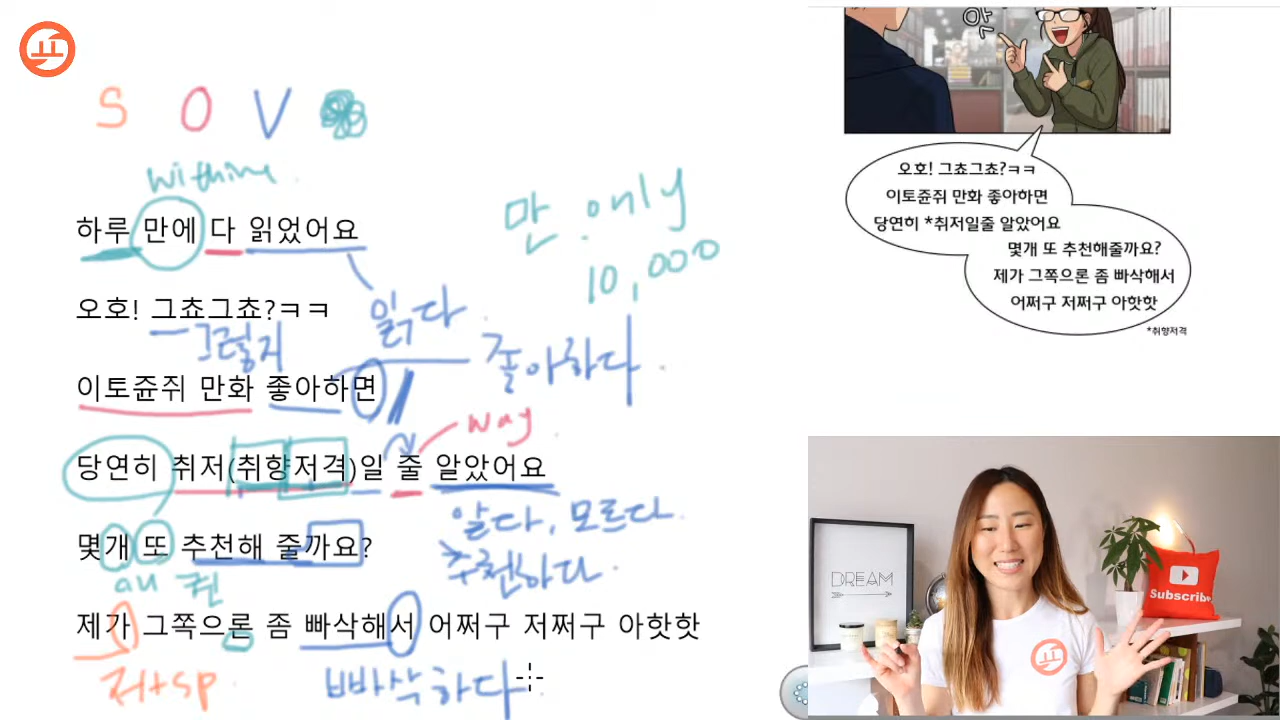 S O V
within
하루 만에 다 읽었어요
만 only
10,000
오호! 그쵸그쵸?ㅋㅋ
그렇지
읽다
이토쥰쥐 만화 좋아하면
좋아하다
way
당연히 취저(취향저격)일 줄 알았어요
알다, 모르다
몇개 또 추천해 줄까요?
추천하다
제가 그쪽으론 좀 빠삭해서 어쩌구 저쩌구 아핫핫
저+SP
빠삭하다
오호! 그쵸그쵸?ㅋㅋ
이토쥰쥐 만화 좋아하면
당연히 *취저일줄 알았어요
몇개 또 추천해줄까요?
제가 그쪽으론 좀 빠삭해서
어쩌구 저쩌구 아핫핫
*취향저격
DREAM
Subscribe